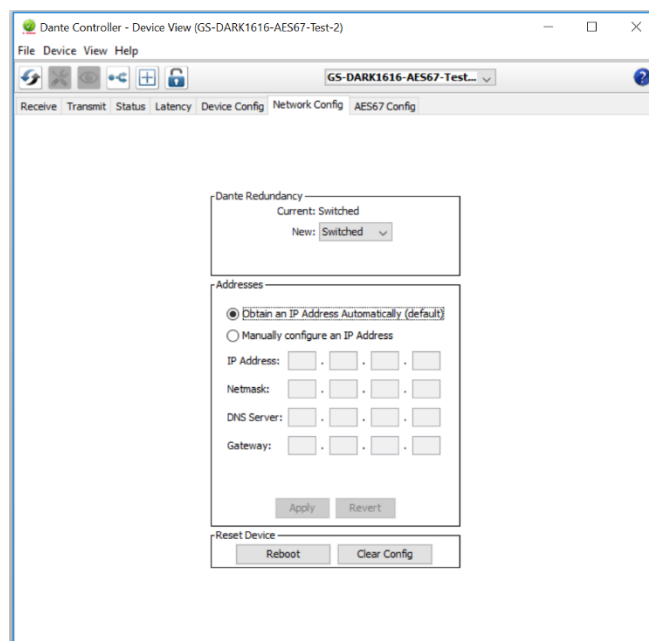 Dante Controller - Device View (GS-DARK1616-AES67-Test-2)
File Device View Help
GS-DARK1616-AES67-Test...
Receive Transmit Status Latency Device Config Network Config AES67 Config
Dante Redundancy
Current: Switched
New: Switched
Addresses
Obtain an IP Address Automatically (default)
Manually configure an IP Address
IP Address: . . .
Netmask: . . .
DNS Server: . . .
Gateway: . . .
Apply Revert
Reset Device
Reboot Clear Config